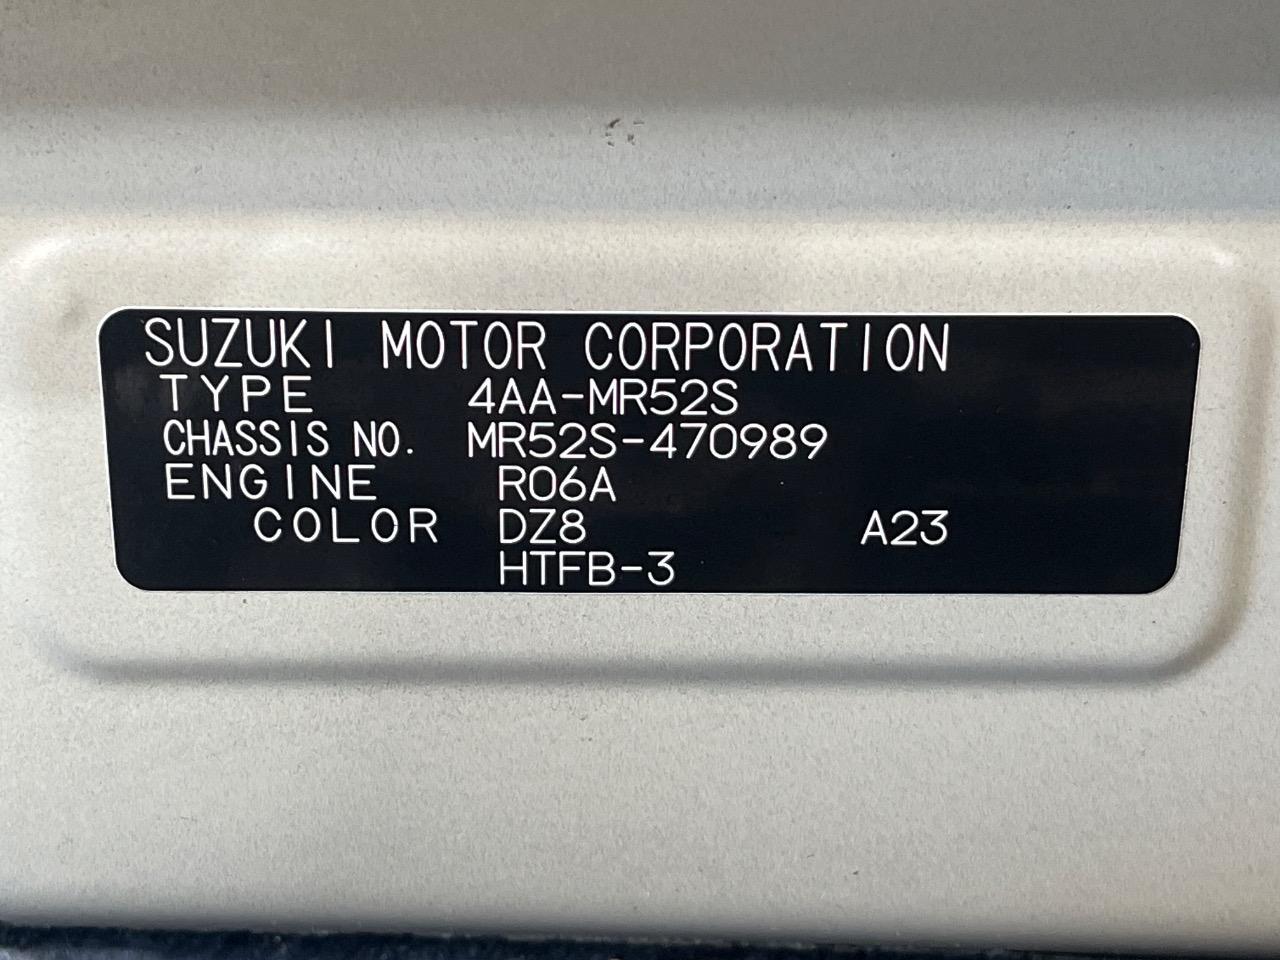 SUZUKI MOTOR CORPORATION
TYPE 4AA-MR52S
CHASSIS NO. MR52S-470989
ENGINE R06A
COLOR DZ8 A23
HTFB-3